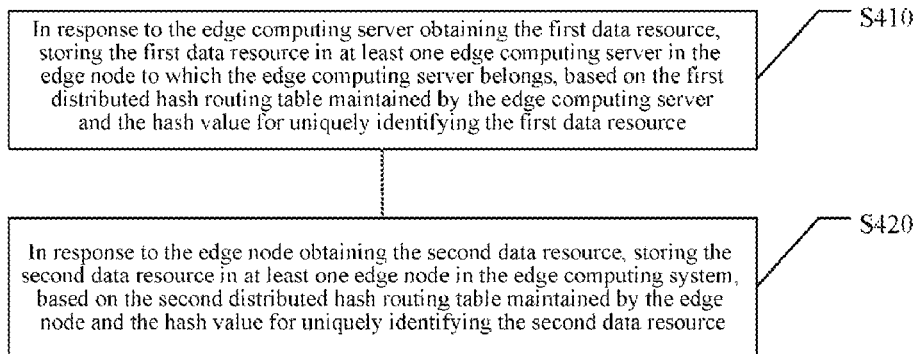 In response to the edge computing server obtaining the first data resource,
storing the first data resource in at least one edge computing server in the
edge node to which the edge computing server belongs, based on the first
distributed hash routing table maintained by the edge computing server
and the hash value for uniquely identifying the first data resource
S410
In response to the edge node obtaining the second data resource, storing the
second data resource in at least one edge node in the edge computing system,
based on the second distributed hash routing table maintained by the edge
node and the hash value for uniquely identifying the second data resource
S420